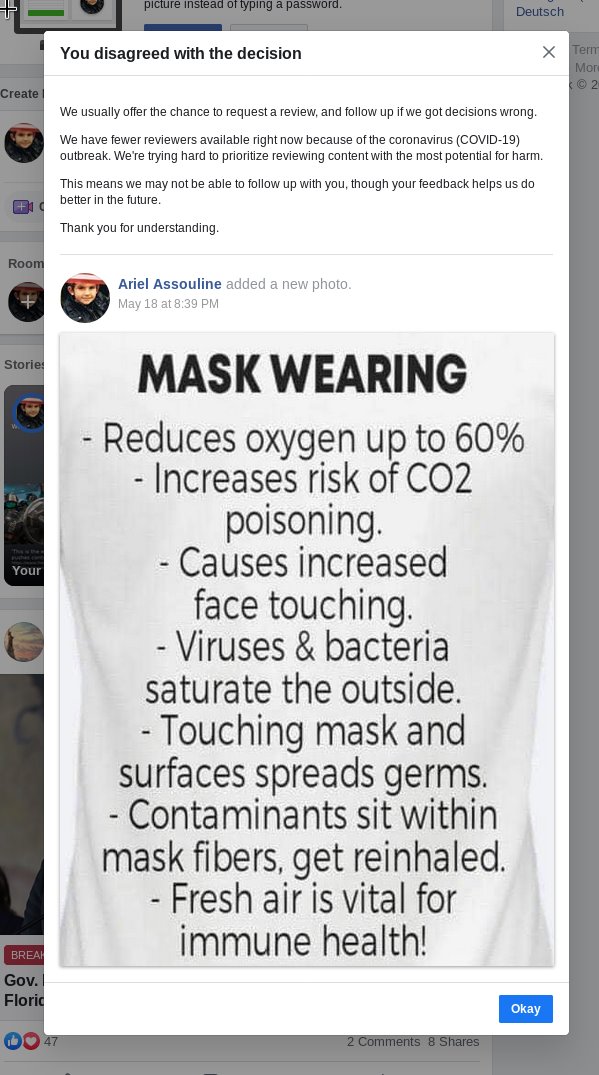 picture instead of typing a password.
Deutsch
You disagreed with the decision
Term
Mor
© 20
Create
We usually offer the chance to request a review, and follow up if we got decisions wrong.
We have fewer reviewers available right now because of the coronavirus (COVID-19)
outbreak. We're trying hard to prioritize reviewing content with the most potential for harm.
This means we may not be able to follow up with you, though your feedback helps us do
better in the future.
Thank you for understanding.
Room
Ariel Assouline added a new photo.
May 18 at 8:39 PM
Stories
MASK WEARING
- Reduces oxygen up to 60%
- Increases risk of CO2
poisoning.
- Causes increased
face touching.
- Viruses & bacteria
saturate the outside.
- Touching mask and
surfaces spreads germs.
- Contaminants sit within
mask fibers, get reinhaled.
- Fresh air is vital for
immune health!
Your
BREAK
Gov.
Florid
Okay
47 2 Comments 8 Shares